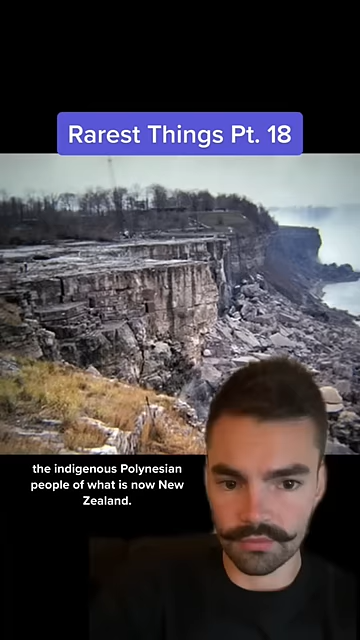 Rarest Things Pt. 18
the indigenous Polynesian
people of what is now New
Zealand.